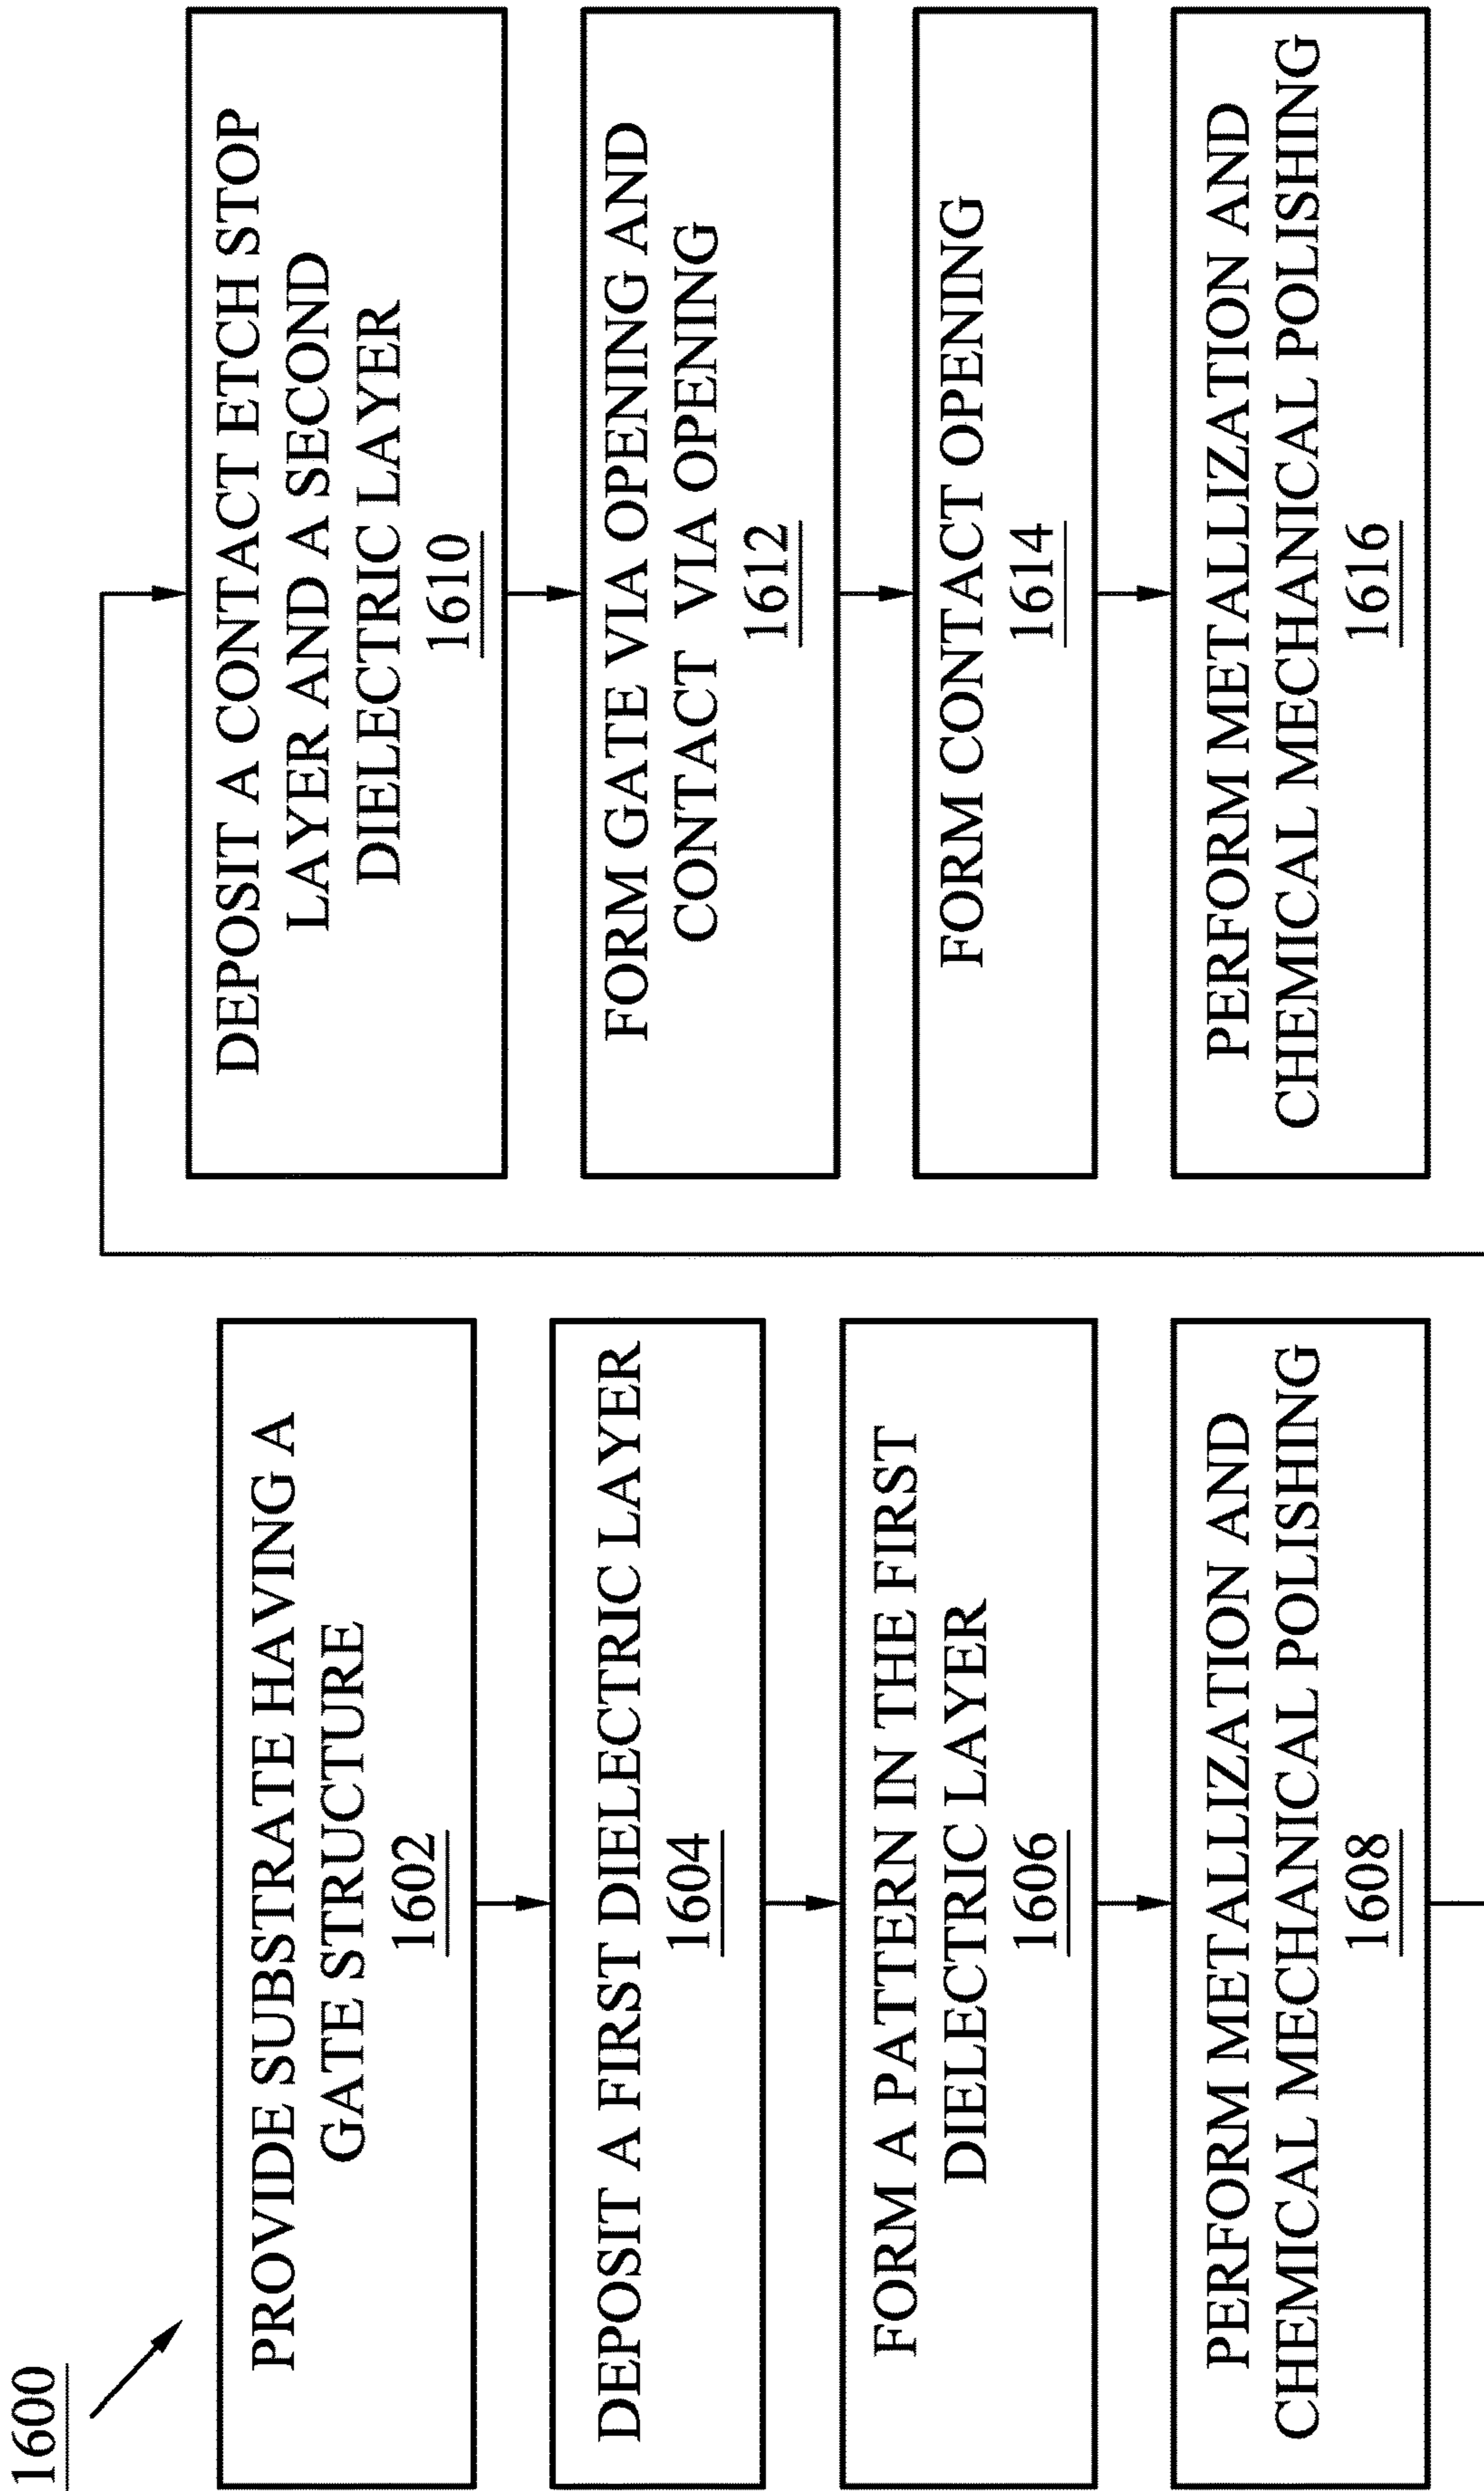 1600
PROVIDE SUBSTRATE HAVING A
GATE STRUCTURE
1602
DEPOSIT A FIRST DIELECTRIC LAYER
1604
FORM A PATTERN IN THE FIRST
DIELECTRIC LAYER
1606
PERFORM METALLIZATION AND
CHEMICAL MECHANICAL POLISHING
1608
DEPOSIT A CONTACT ETCH STOP
LAYER AND A SECOND
DIELECTRIC LAYER
1610
FORM GATE VIA OPENING AND
CONTACT VIA OPENING
1612
FORM CONTACT OPENING
1614
PERFORM METALLIZATION AND
CHEMICAL MECHANICAL POLISHING
1616